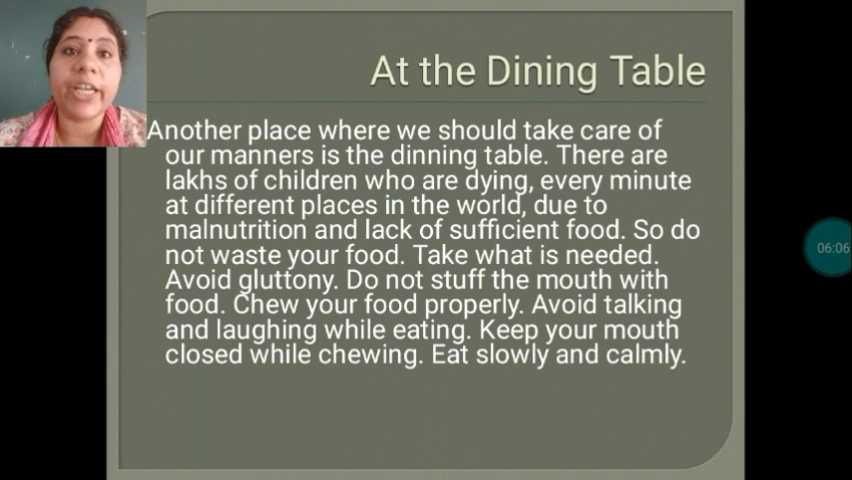 At the Dining Table
Another place where we should take care of
our manners is the dinning table. There are
lakhs of children who are dying, every minute
at different places in the world, due to
malnutrition and lack of sufficient food. So do
not waste your food. Take what is needed.
Avoid gluttony. Do not stuff the mouth with
food. Chew your food properly. Avoid talking
and laughing while eating. Keep your mouth
closed while chewing. Eat slowly and calmly.
06:06